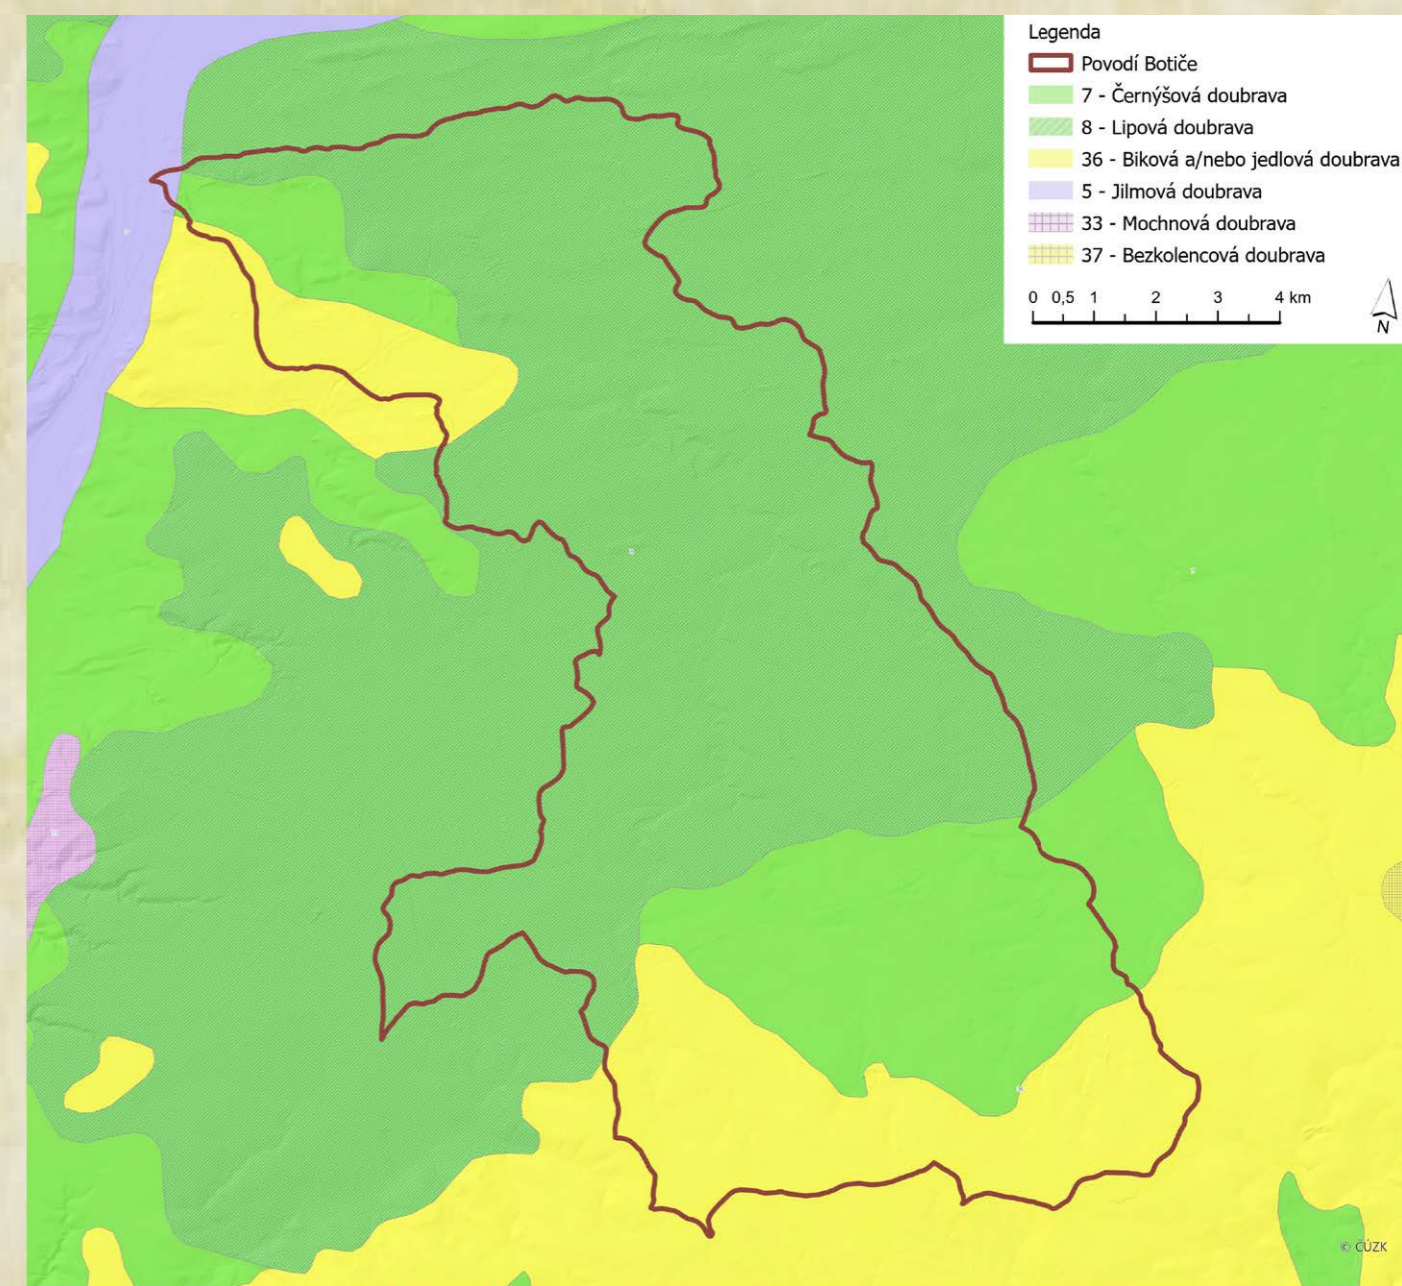 Legenda
Povodí Botiče
7 - Černýšová doubrava
8 - Lipová doubrava
36 - Biková a/nebo jedlová doubrava
5 - Jilmová doubrava
33 - Mochnová doubrava
37 - Bezkolencová doubrava
0 0,5 1 2 3 4 km
N
© ČÚZK